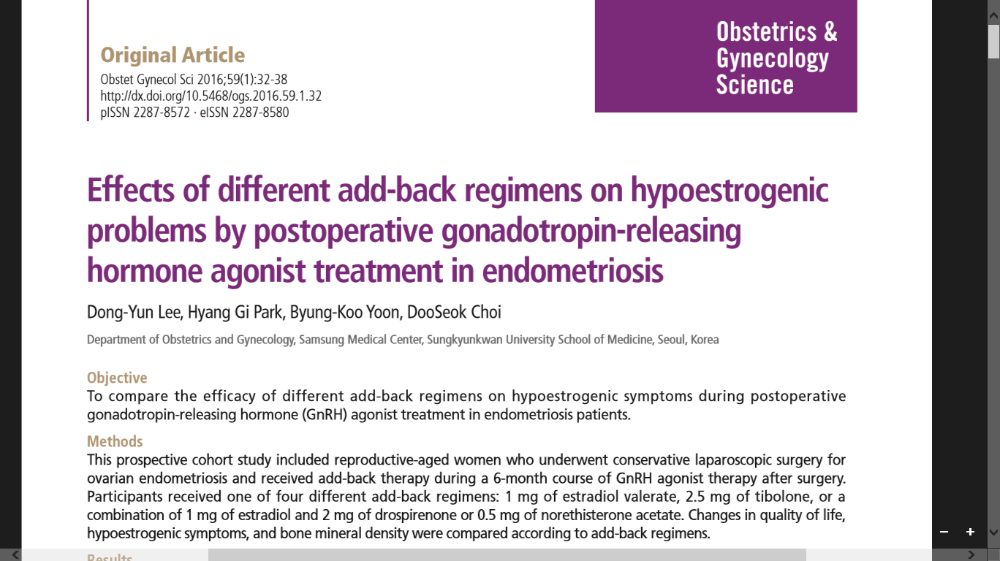 Original Article
Obstet Gynecol Sci 2016;59(1):32-38
http://dx.doi.org/10.5468/ogs.2016.59.1.32
pISSN 2287-8572 · eISSN 2287-8580
Obstetrics &
Gynecology
Science
Effects of different add-back regimens on hypoestrogenic
problems by postoperative gonadotropin-releasing
hormone agonist treatment in endometriosis
Dong-Yun Lee, Hyang Gi Park, Byung-Koo Yoon, DooSeok Choi
Department of Obstetrics and Gynecology, Samsung Medical Center, Sungkyunkwan University School of Medicine, Seoul, Korea
Objective
To compare the efficacy of different add-back regimens on hypoestrogenic symptoms during postoperative
gonadotropin-releasing hormone (GnRH) agonist treatment in endometriosis patients.
Methods
This prospective cohort study included reproductive-aged women who underwent conservative laparoscopic surgery for
ovarian endometriosis and received add-back therapy during a 6-month course of GnRH agonist therapy after surgery.
Participants received one of four different add-back regimens: 1 mg of estradiol valerate, 2.5 mg of tibolone, or a
combination of 1 mg of estradiol and 2 mg of drospirenone or 0.5 mg of norethisterone acetate. Changes in quality of life,
hypoestrogenic symptoms, and bone mineral density were compared according to add-back regimens.
Results